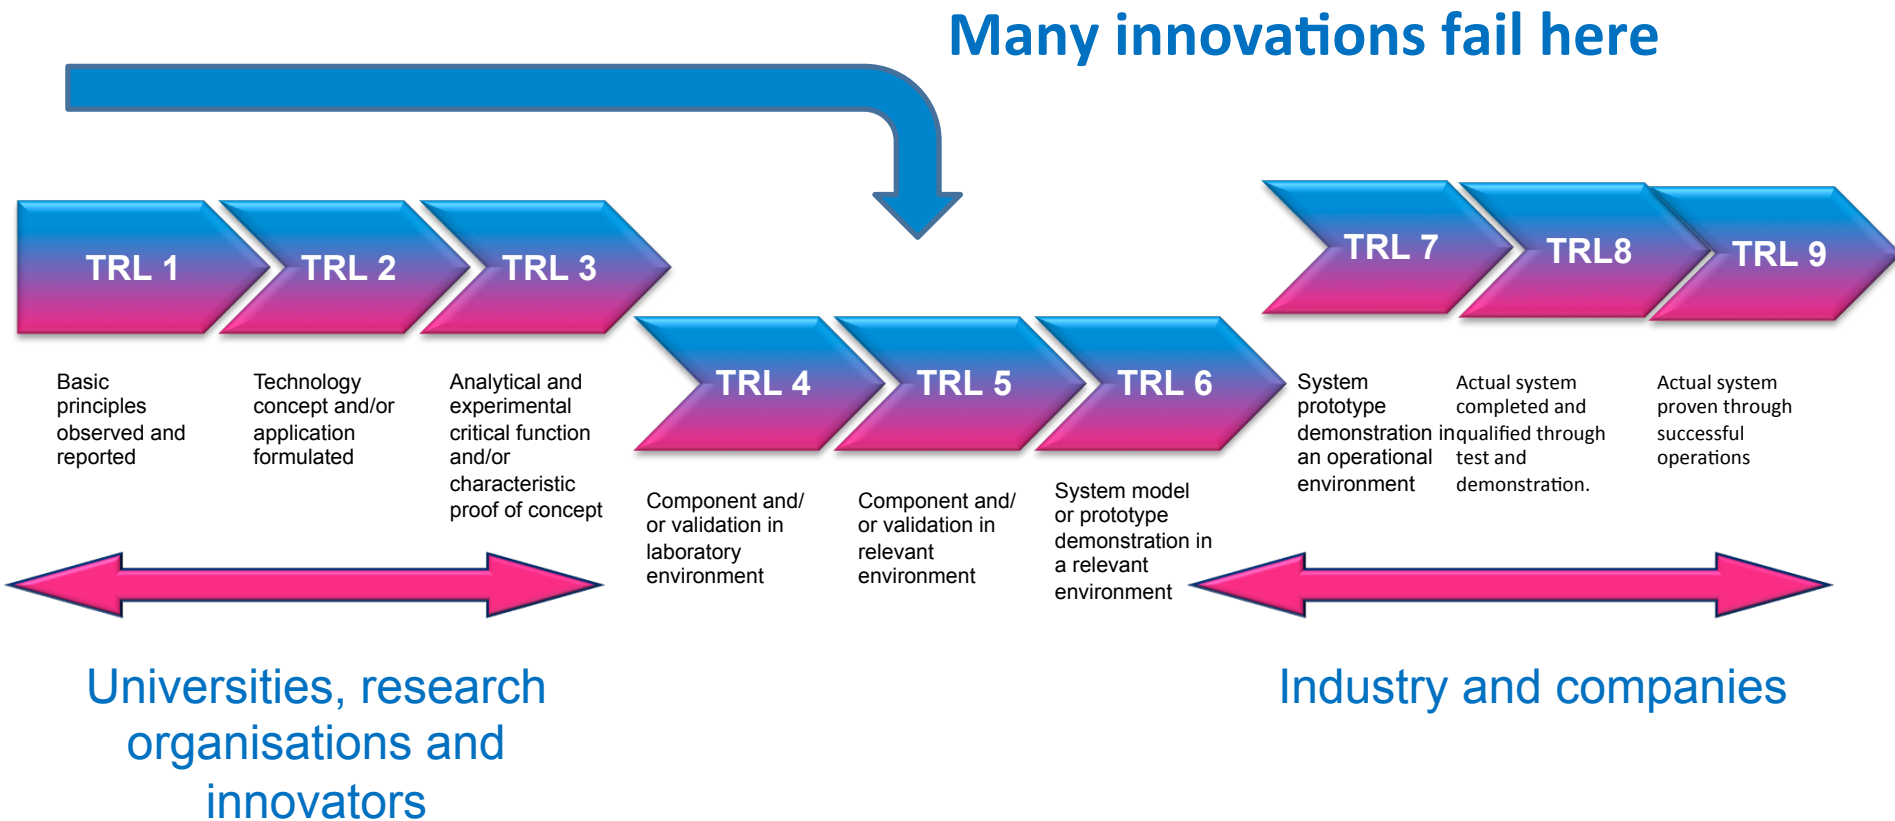 Many innovations fail here
TRL 1
TRL 2
TRL 3
TRL 4
TRL 5
TRL 6
TRL 7
TRL8
TRL 9
Basic
principles
observed and
reported
Technology
concept and/or
application
formulated
Analytical and
experimental
critical function
and/or
characteristic
proof of concept
Component and/
or validation in
laboratory
environment
Component and/
or validation in
relevant
environment
System model
or prototype
demonstration in
a relevant
environment
System
prototype
demonstration in
an operational
environment
Actual system
completed and
qualified through
test and
demonstration.
Actual system
proven through
successful
operations
Universities, research
organisations and
innovators
Industry and companies